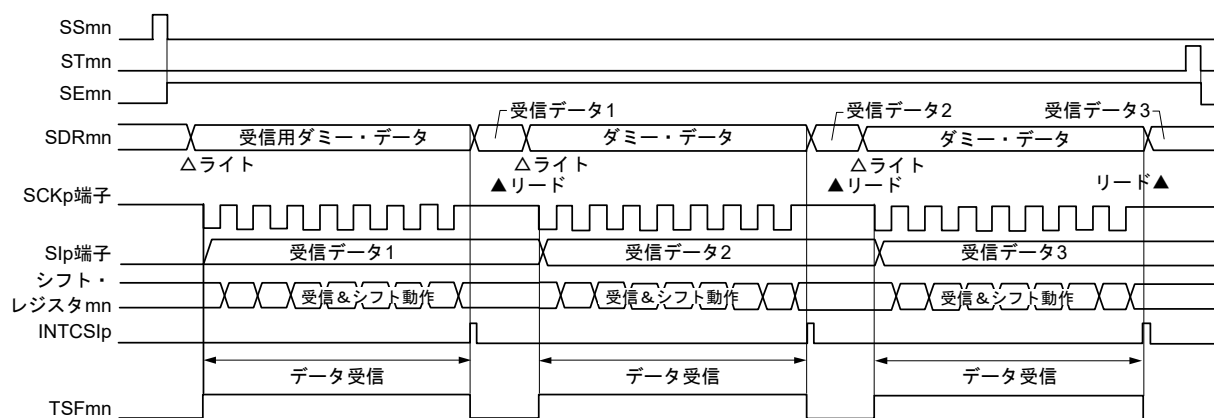 SSmn
STmn
SEmn
受信データ1
受信データ2
受信データ3
SDRmn
受信用ダミー・データ
ダミー・データ
ダミー・データ
△ライト
△ライト
△ライト
▲リード
▲リード
リード▲
SCKp端子
SIp端子
受信データ1
受信データ2
受信データ3
シフト・
レジスタmn
受信&シフト動作
受信&シフト動作
受信&シフト動作
INTCSIp
データ受信
データ受信
データ受信
TSFmn